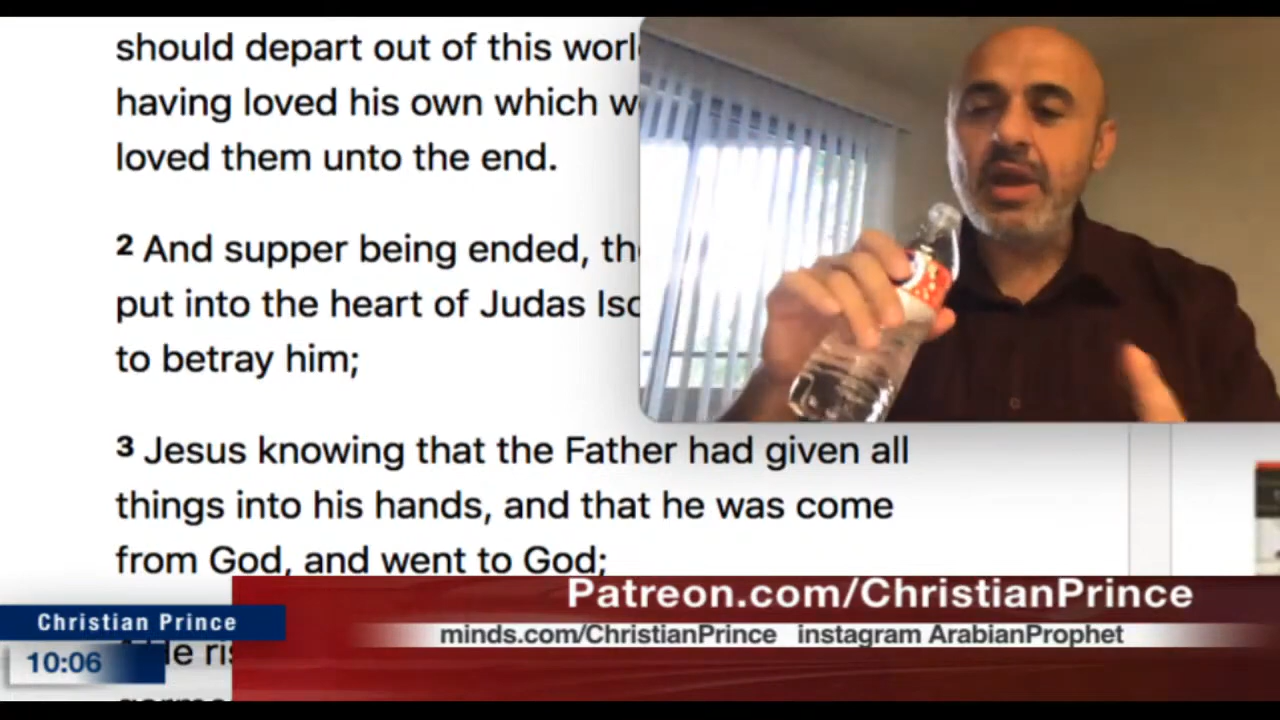 should depart out of this worl
having loved his own which w
loved them unto the end.
2 And supper being ended, th
put into the heart of Judas Isc
to betray him;
3 Jesus knowing that the Father had given all
things into his hands, and that he was come
from God, and went to God;
Patreon.com/ChristianPrince
Christian Prince
minds.com/ChristianPrince instagram ArabianProphet
10:06
He ris